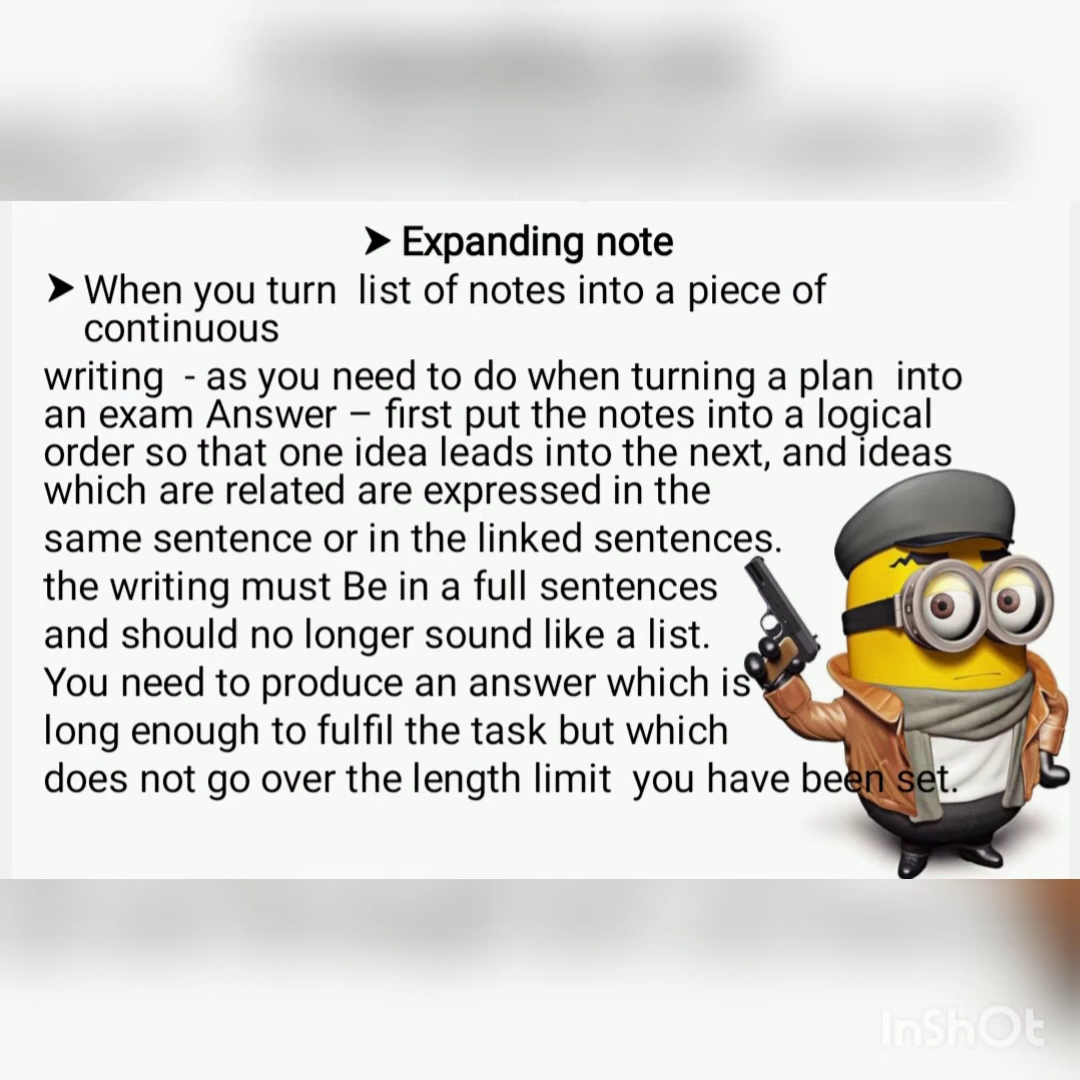 ➤ Expanding note
➤ When you turn  list of notes into a piece of
continuous
writing  - as you need to do when turning a plan  into
an exam Answer – first put the notes into a logical
order so that one idea leads into the next, and ideas
which are related are expressed in the
same sentence or in the linked sentences.
the writing must Be in a full sentences
and should no longer sound like a list.
You need to produce an answer which is
long enough to fulfil the task but which
does not go over the length limit  you have been set.
InShOt